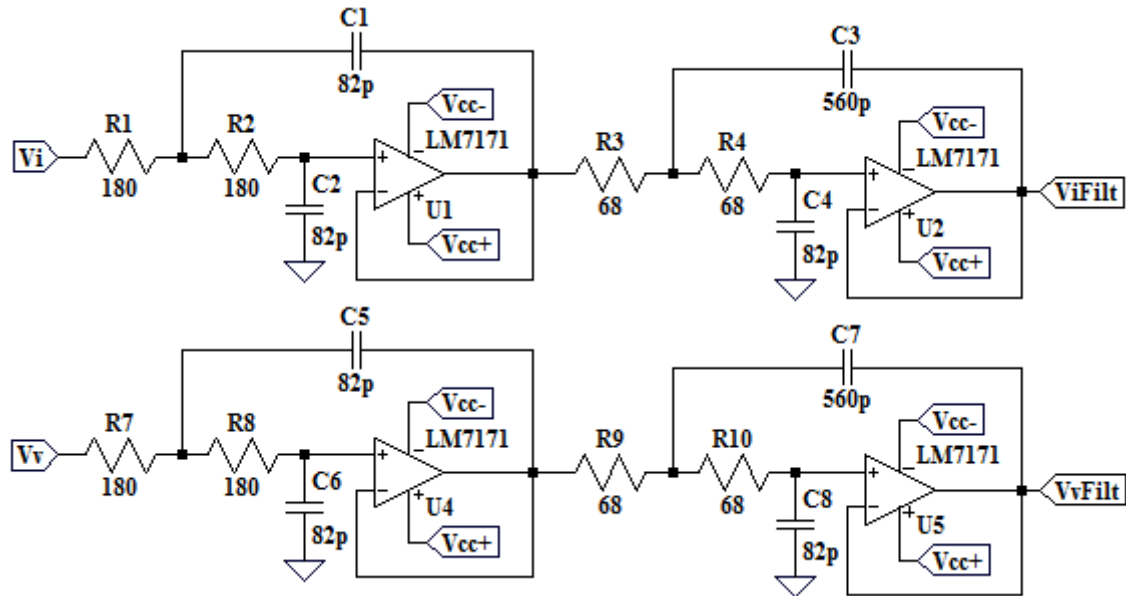 C1
82p
C3
560p
Vcc-
Vcc-
R1
R2
LM7171
R3
R4
LM7171
Vi
180
180
C2
82p
U1
Vcc+
68
68
C4
82p
U2
Vcc+
ViFilt
C5
82p
C7
560p
Vcc-
Vcc-
R7
R8
LM7171
R9
R10
LM7171
Vv
180
180
C6
82p
U4
Vcc+
68
68
C8
82p
U5
Vcc+
VvFilt